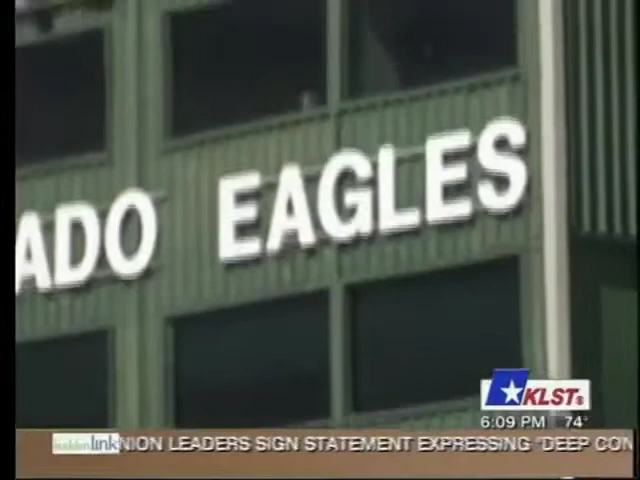 ADO EAGLES
KLST
6:09 PM 74°
suddenlink NION LEADERS SIGN STATEMENT EXPRESSING "DEEP CON